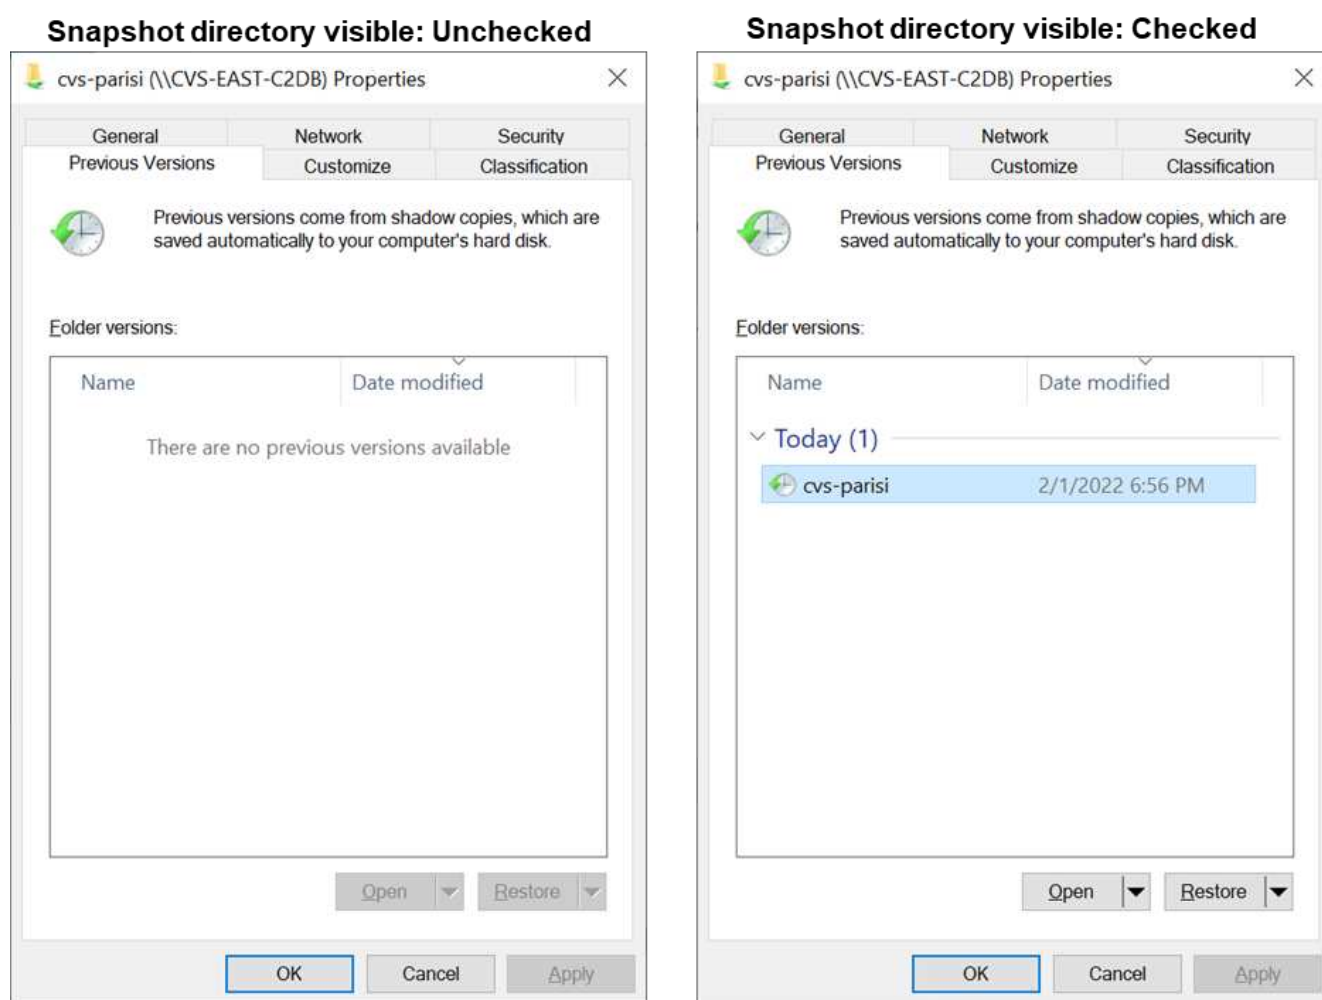 Snapshot directory visible: Unchecked
cvs-parisi (\\CVS-EAST-C2DB) Properties
General Network Security
Previous Versions Customize Classification
Previous versions come from shadow copies, which are
saved automatically to your computer's hard disk.
Folder versions:
Name Date modified
There are no previous versions available
Open Restore
OK Cancel Apply
Snapshot directory visible: Checked
cvs-parisi (\\CVS-EAST-C2DB) Properties
General Network Security
Previous Versions Customize Classification
Previous versions come from shadow copies, which are
saved automatically to your computer's hard disk.
Folder versions:
Name Date modified
Today (1)
cvs-parisi 2/1/2022 6:56 PM
Open Restore
OK Cancel Apply